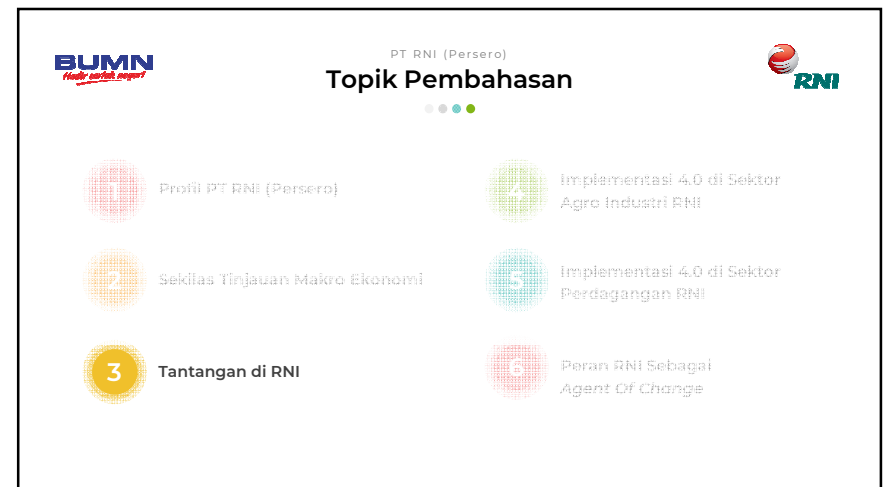 BUMN
Hadir untuk negeri
PT RNI (Persero)
Topik Pembahasan
RNI
1 Profil PT RNI (Persero)
2 Sekilas Tinjauan Makro Ekonomi
3 Tantangan di RNI
4 Implementasi 4.0 di Sektor
Agro Industri RNI
5 Implementasi 4.0 di Sektor
Perdagangan RNI
6 Peran RNI Sebagai
Agent Of Change